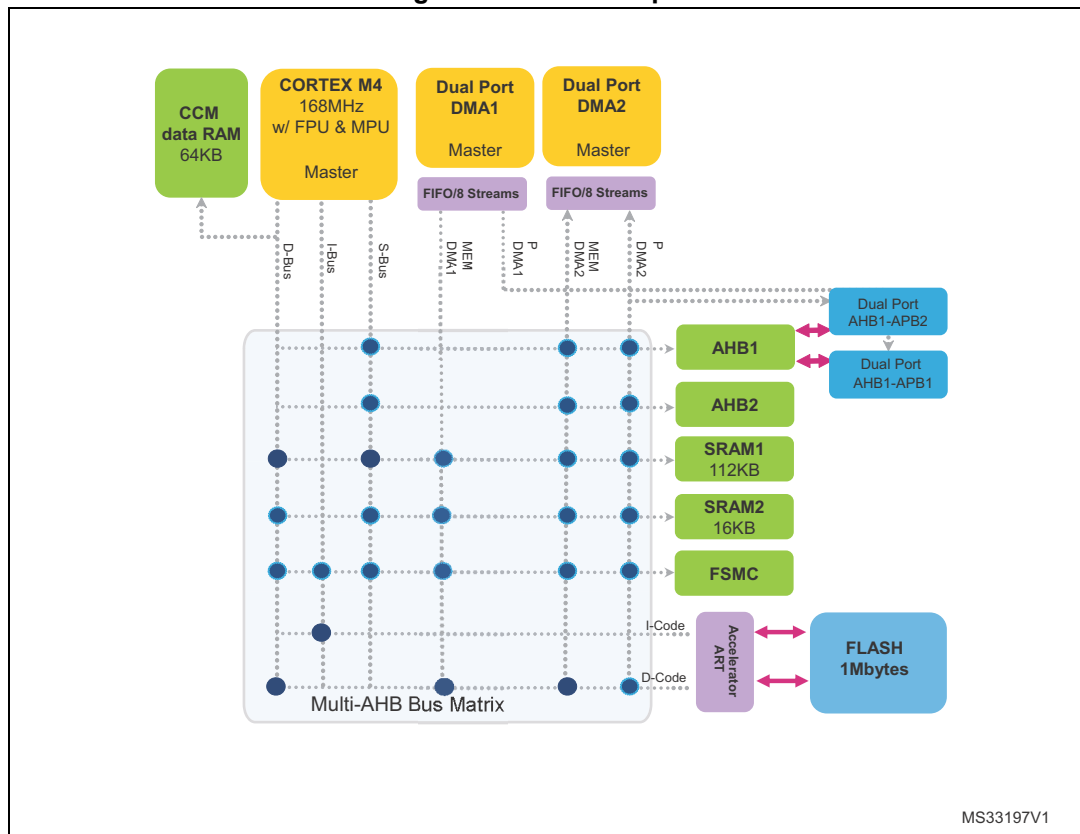 CCM
data RAM
64KB
CORTEX M4
168MHz
w/ FPU & MPU
Master
Dual Port
DMA1
Master
Dual Port
DMA2
Master
FIFO/8 Streams
FIFO/8 Streams
D-Bus
I-Bus
S-Bus
MEM
DMA1
P
DMA1
MEM
DMA2
P
DMA2
Dual Port
AHB1-APB2
Dual Port
AHB1-APB1
AHB1
AHB2
SRAM1
112KB
SRAM2
16KB
FSMC
I-Code
D-Code
Accelerator
ART
FLASH
1Mbytes
Multi-AHB Bus Matrix
MS33197V1